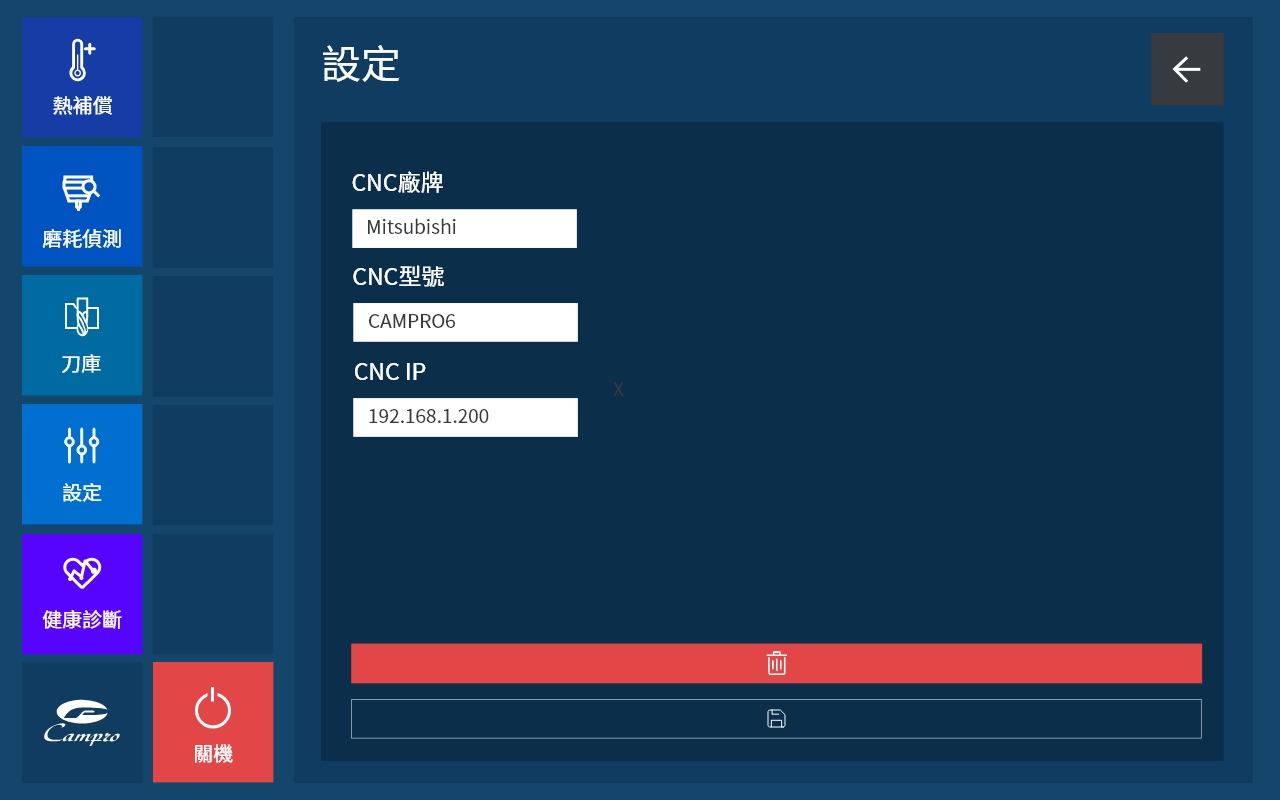 熱補償
磨耗偵測
刀庫
設定
健康診斷
Campro
關機
設定
CNC廠牌
Mitsubishi
CNC型號
CAMPRO6
CNC IP
X
192.168.1.200